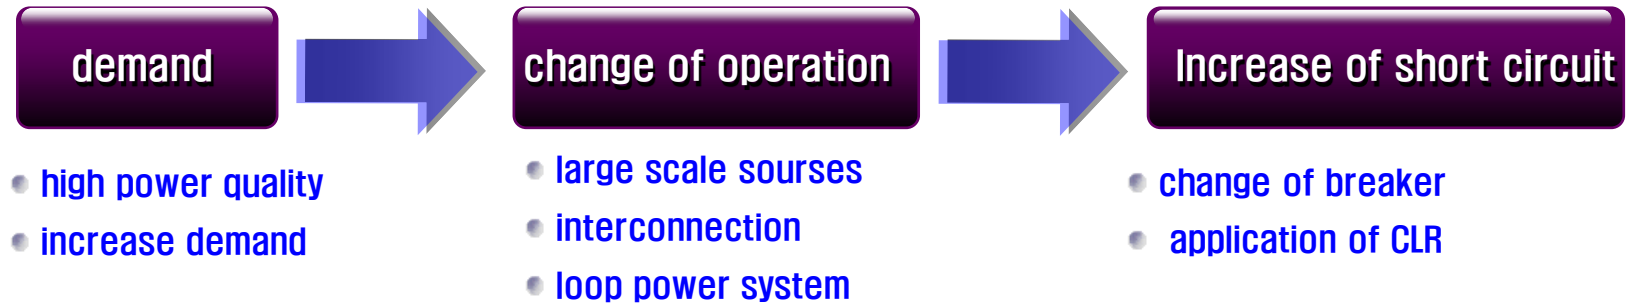 demand
high power quality
increase demand
change of operation
large scale sourses
interconnection
loop power system
Increase of short circuit
change of breaker
application of CLR